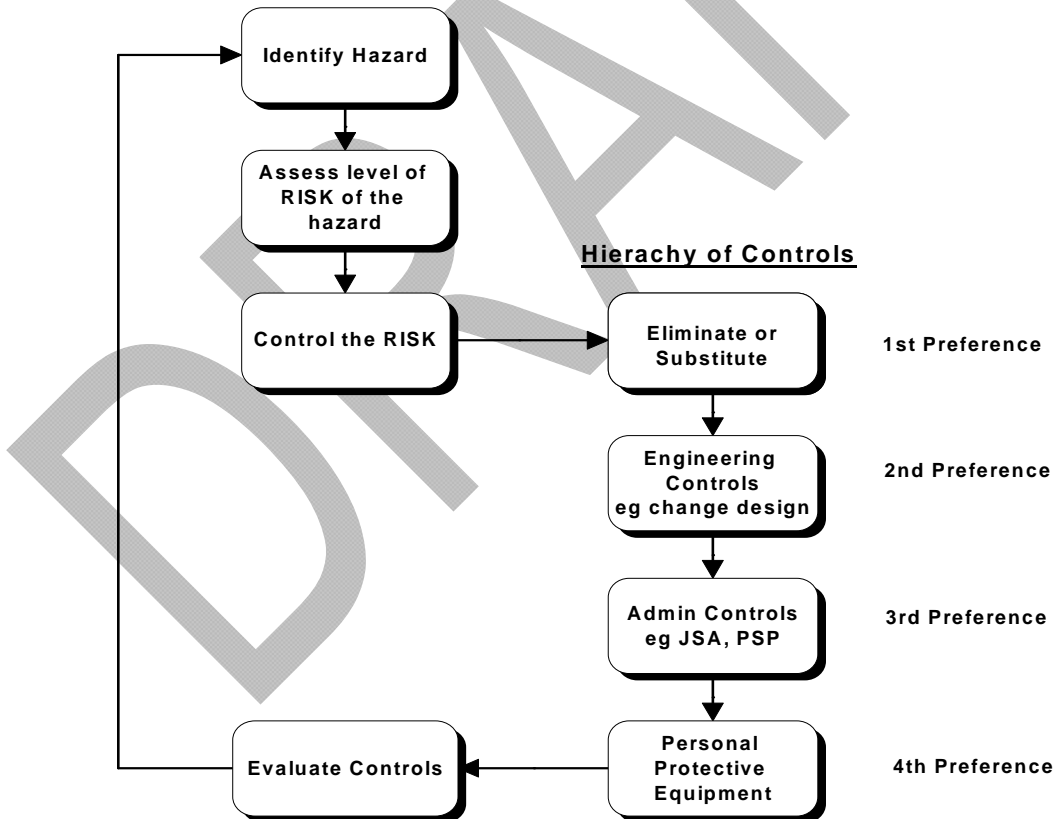 Identify Hazard
Assess level of
RISK of the
hazard
Hierachy of Controls
Control the RISK
Eliminate or
Substitute
1st Preference
Engineering
Controls
eg change design
2nd Preference
Admin Controls
eg JSA, PSP
3rd Preference
Personal
Protective
Equipment
4th Preference
Evaluate Controls
DRA